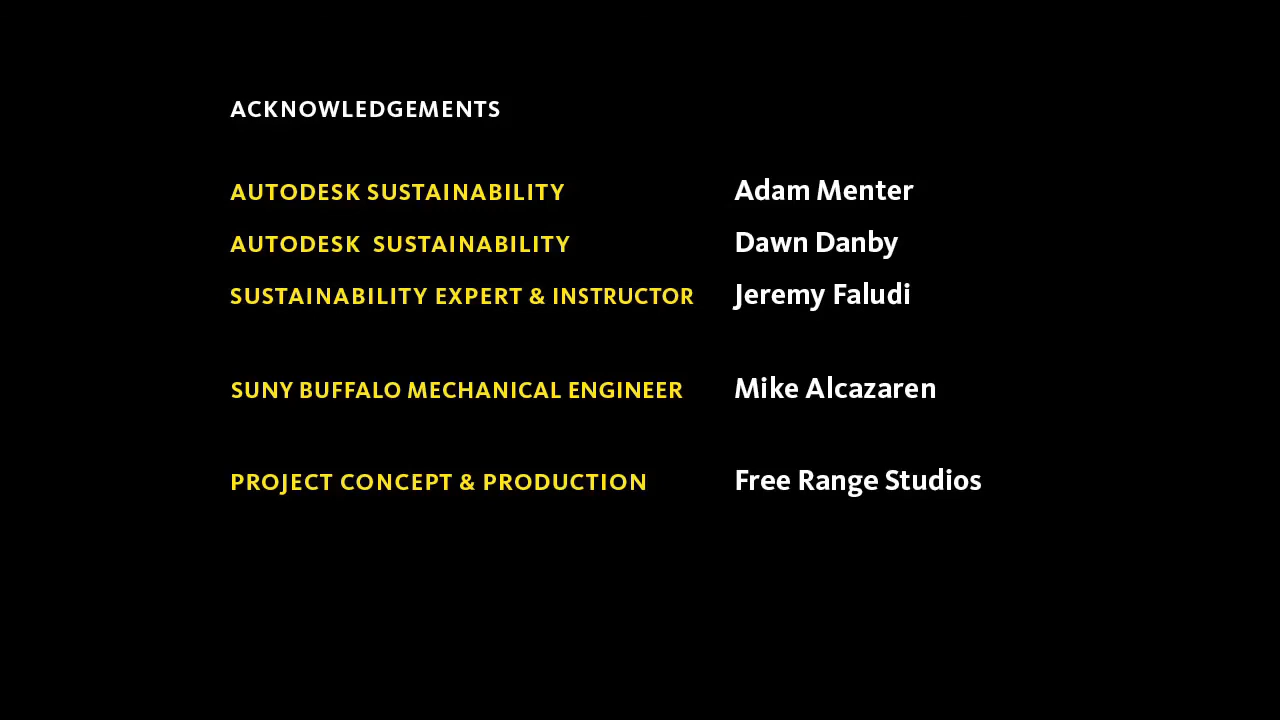 ACKNOWLEDGEMENTS
AUTODESK SUSTAINABILITY Adam Menter
AUTODESK SUSTAINABILITY Dawn Danby
SUSTAINABILITY EXPERT & INSTRUCTOR Jeremy Faludi
SUNY BUFFALO MECHANICAL ENGINEER Mike Alcazaren
PROJECT CONCEPT & PRODUCTION Free Range Studios